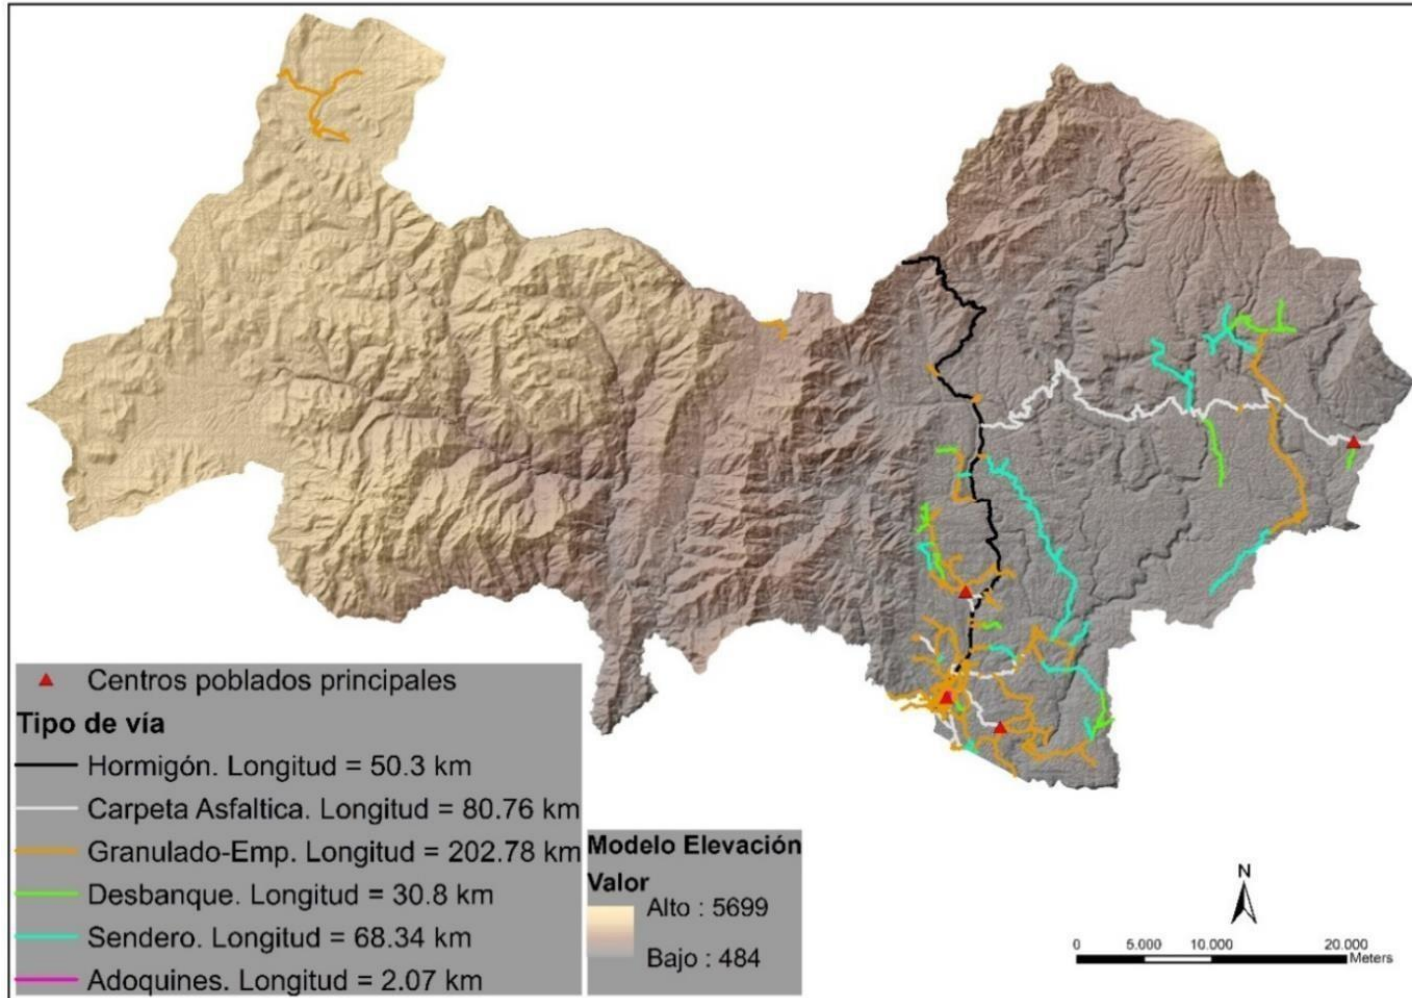 Centros poblados principales
Tipo de vía
Hormigón. Longitud = 50.3 km
Carpeta Asfaltica. Longitud = 80.76 km
Granulado-Emp. Longitud = 202.78 km
Desbanque. Longitud = 30.8 km
Sendero. Longitud = 68.34 km
Adoquines. Longitud = 2.07 km
Modelo Elevación
Valor
Alto : 5699
Bajo : 484
N
0 5.000 10.000 20.000
Meters